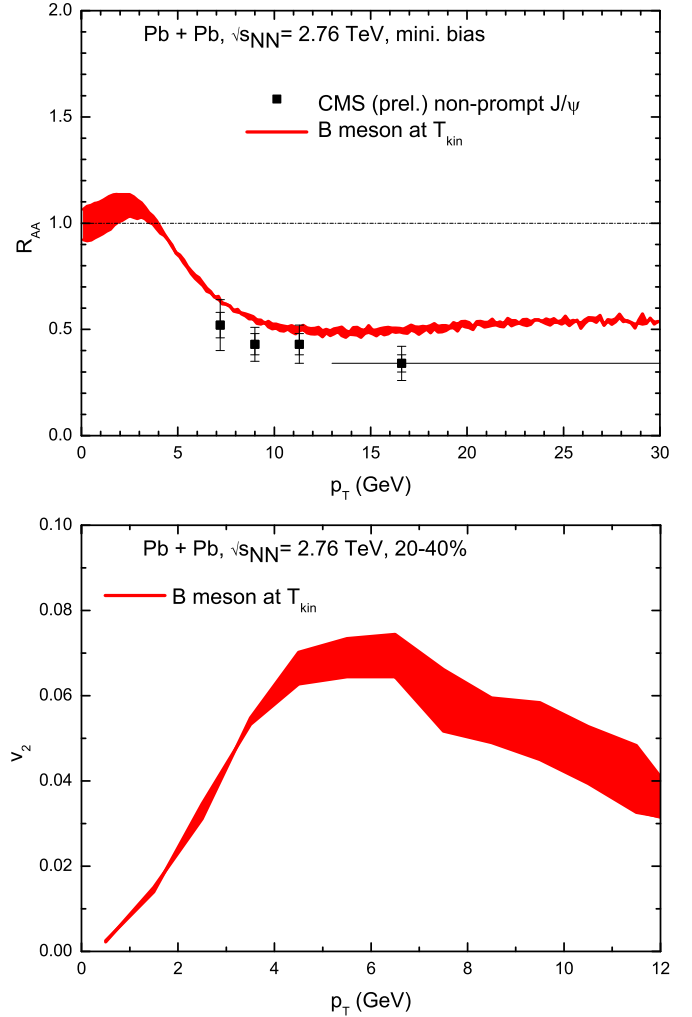 2.0
Pb + Pb, √sNN= 2.76 TeV, mini. bias
1.5
CMS (prel.) non-prompt J/ψ
B meson at Tkin
RAA
1.0
0.5
0.0
0 5 10 15 20 25 30
pT (GeV)
0.10
Pb + Pb, √sNN= 2.76 TeV, 20-40%
B meson at Tkin
0.08
0.06
v2
0.04
0.02
0.00
0 2 4 6 8 10 12
pT (GeV)